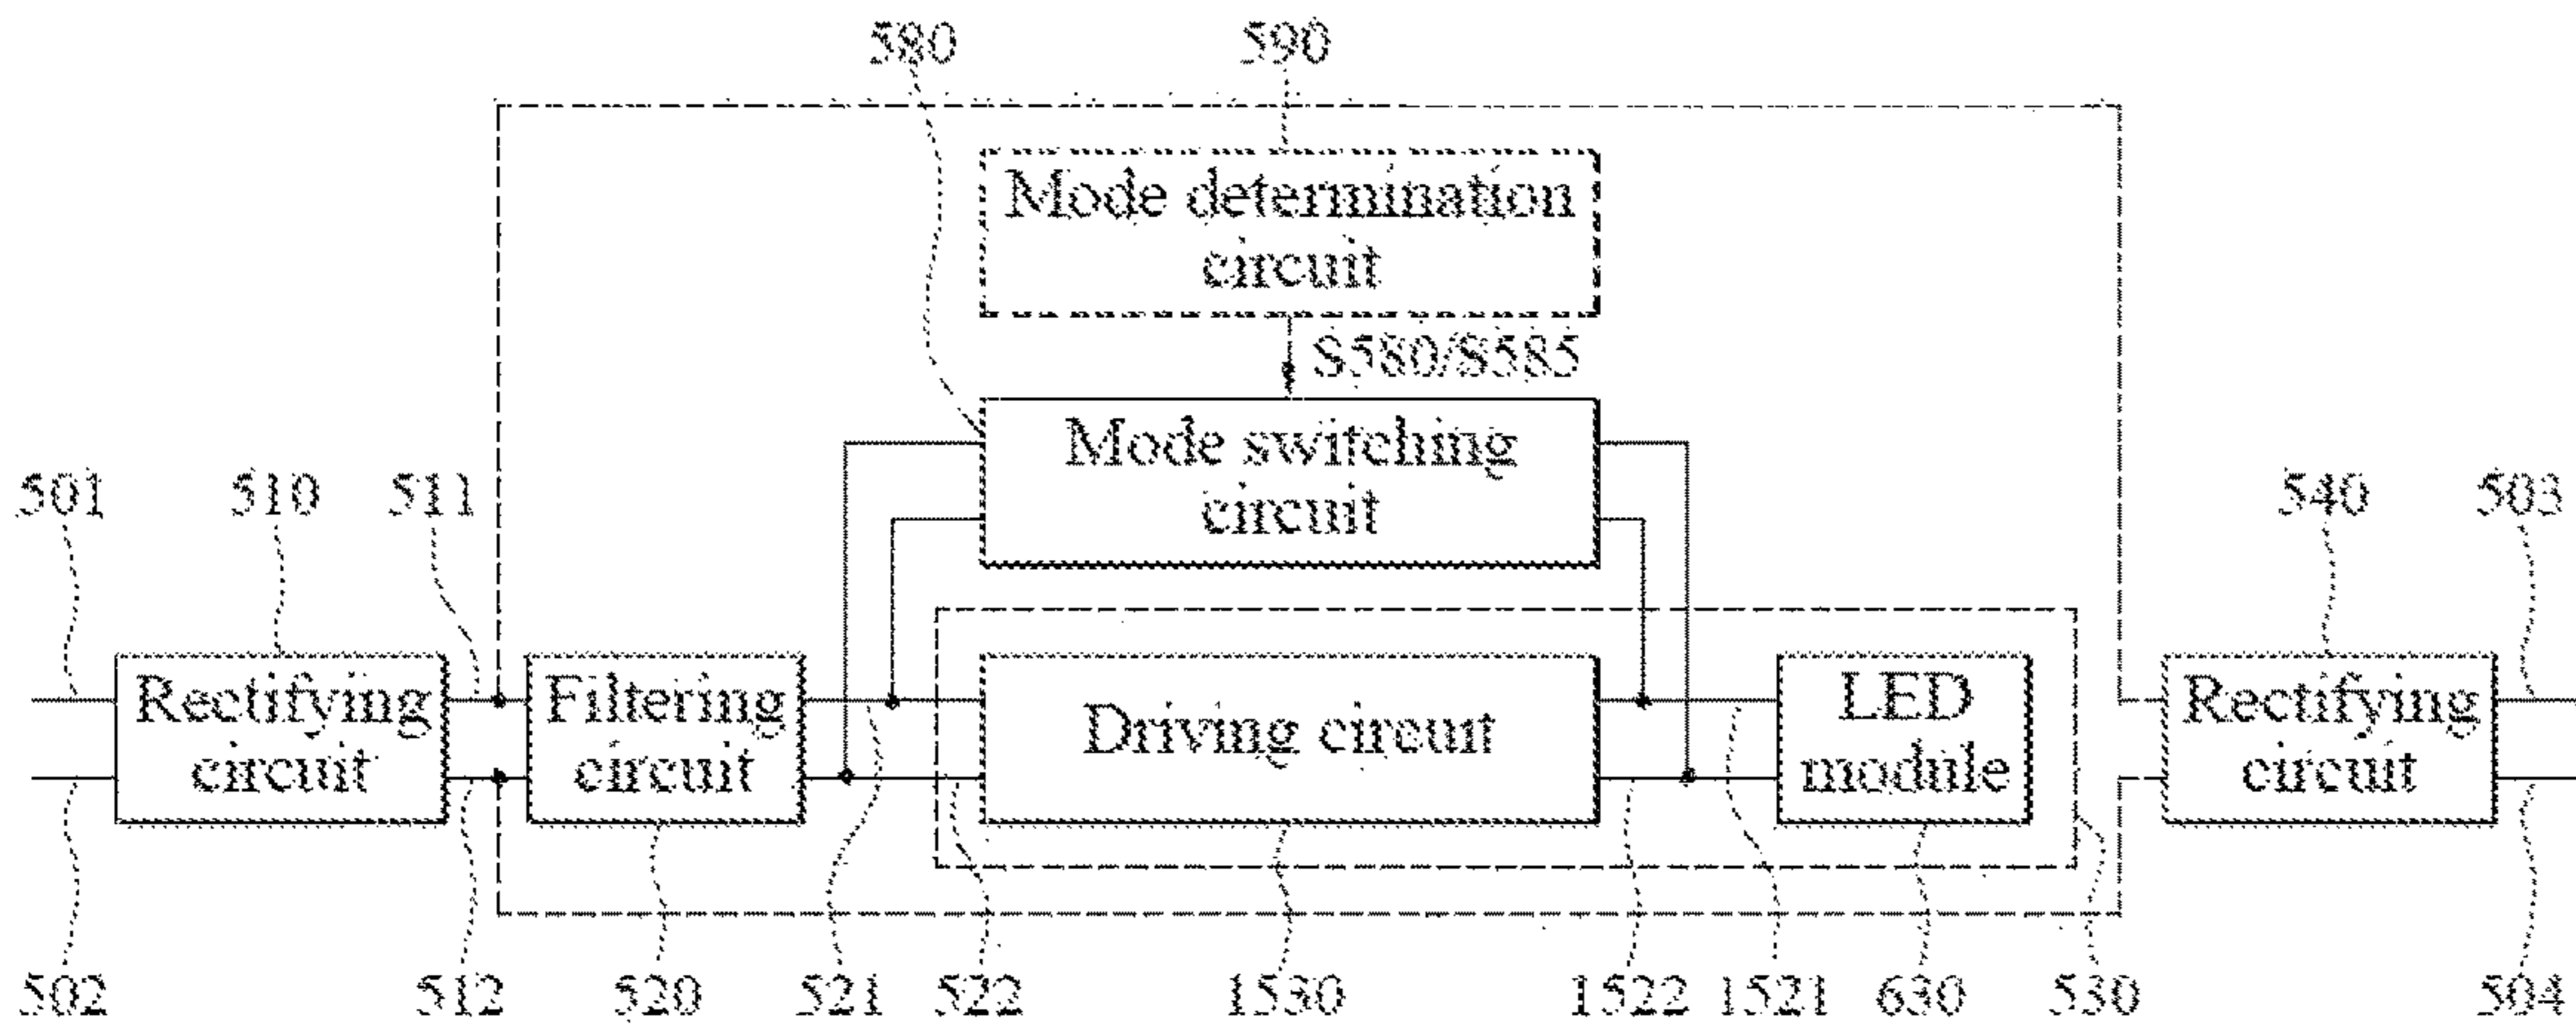 580 590
Mode determination
circuit
S580/S585
Mode switching
circuit
501 510 511 540 503
Rectifying
circuit
Filtering
circuit
Driving circuit
LED
module
Rectifying
circuit
502 512 520 521 522 1530 1522 1521 630 530 504